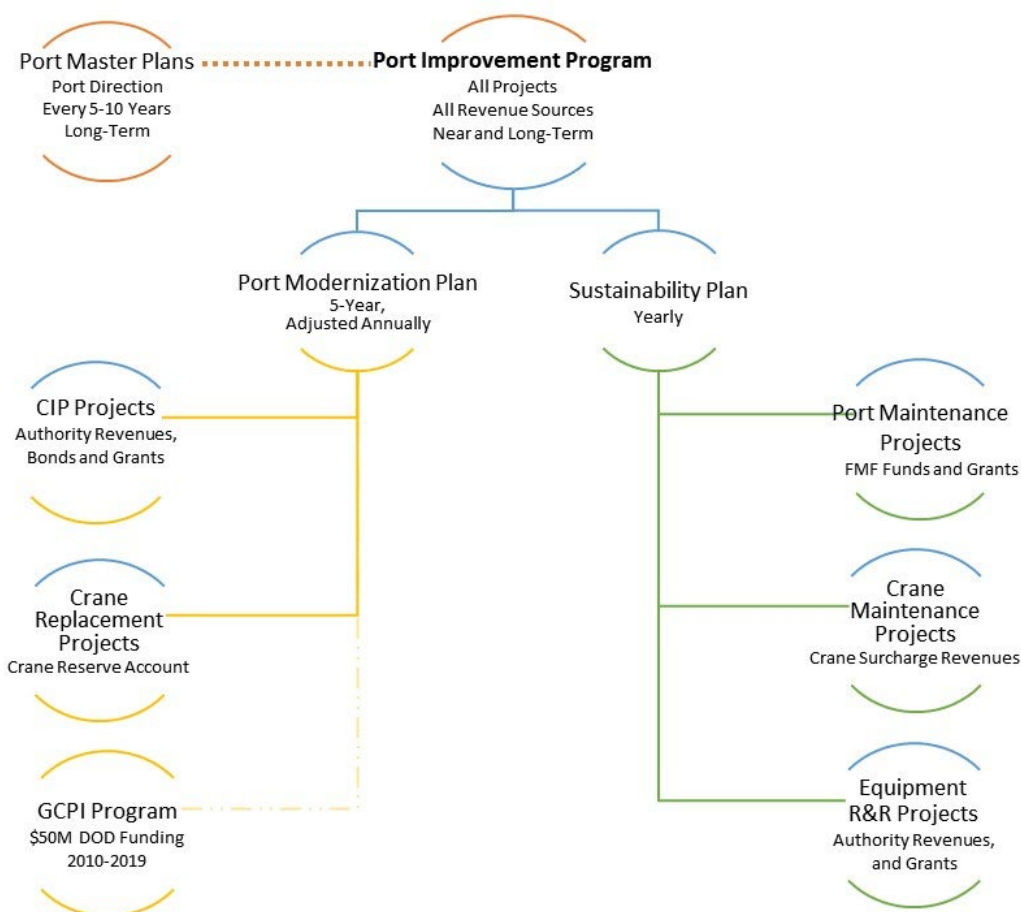 Port Master Plans
Port Direction
Every 5-10 Years
Long-Term
Port Improvement Program
All Projects
All Revenue Sources
Near and Long-Term
Port Modernization Plan
5-Year,
Adjusted Annually
Sustainability Plan
Yearly
CIP Projects
Authority Revenues,
Bonds and Grants
Crane
Replacement
Projects
Crane Reserve Account
GCPI Program
$50M DOD Funding
2010-2019
Port Maintenance
Projects
FMF Funds and Grants
Crane
Maintenance
Projects
Crane Surcharge Revenues
Equipment
R&R Projects
Authority Revenues,
and Grants